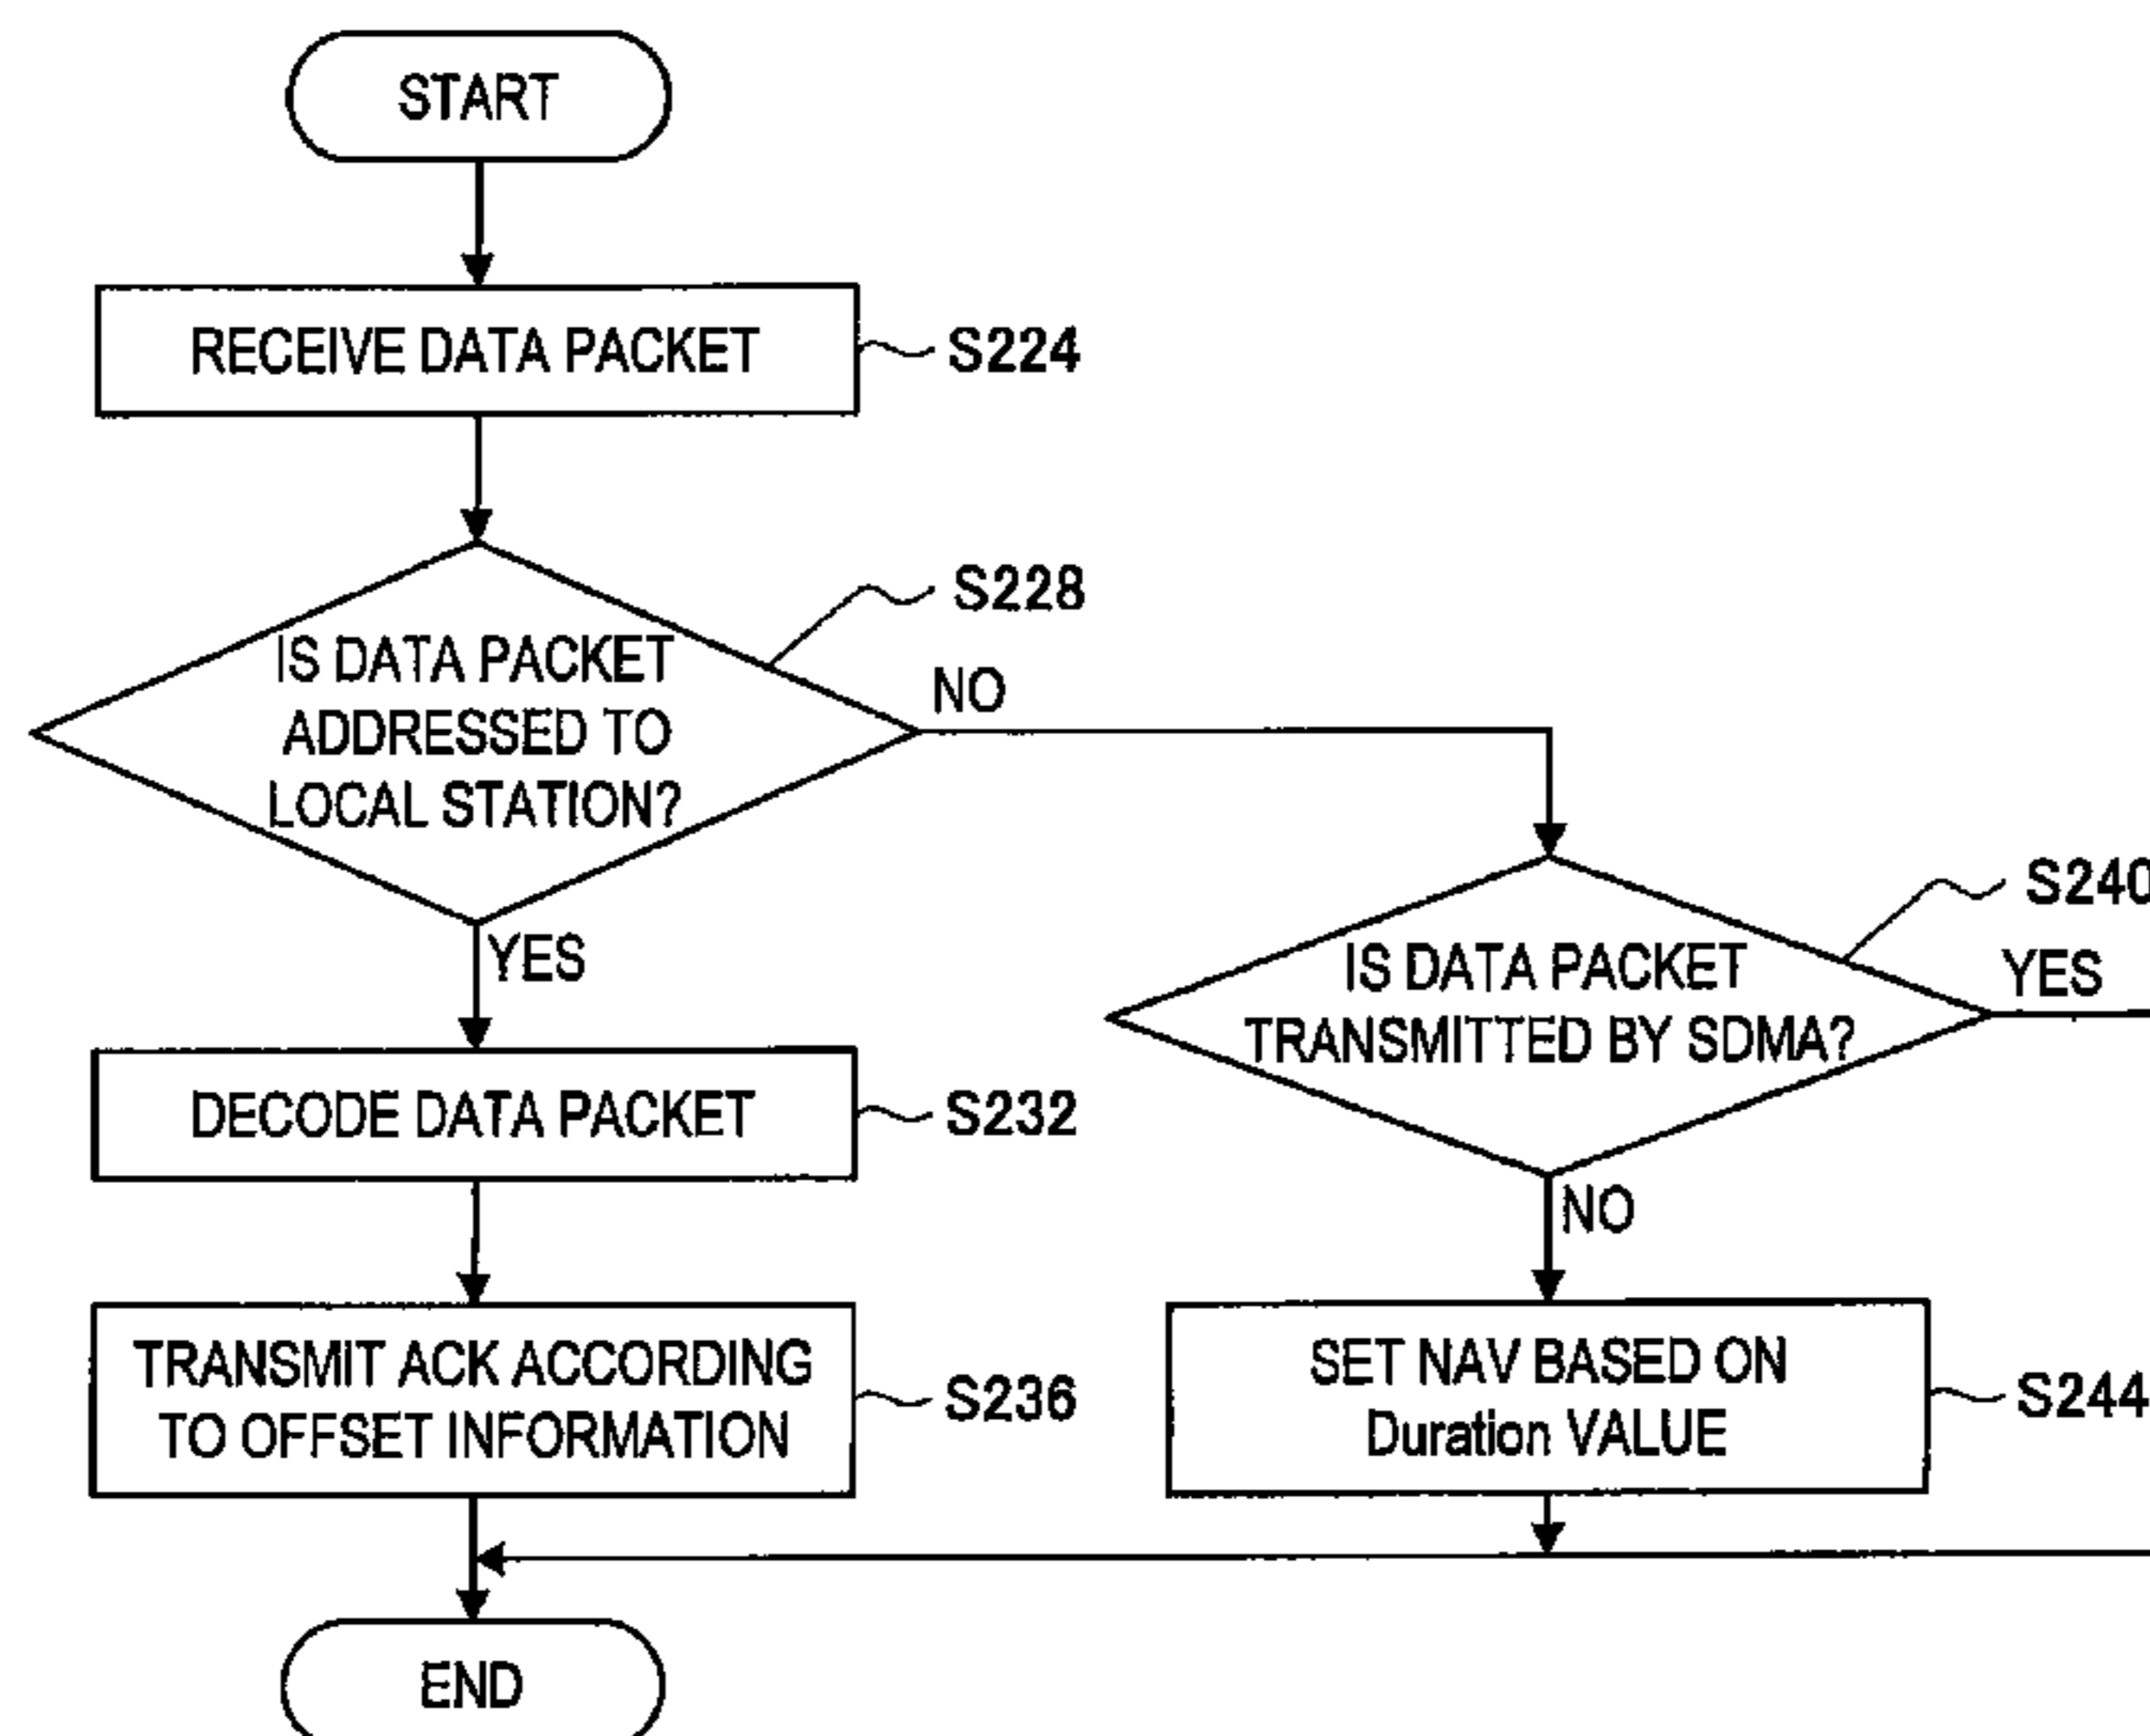 START
RECEIVE DATA PACKET
S224
S228
IS DATA PACKET
ADDRESSED TO
LOCAL STATION?
NO
YES
S240
IS DATA PACKET
TRANSMITTED BY SDMA?
YES
NO
DECODE DATA PACKET
S232
TRANSMIT ACK ACCORDING
TO OFFSET INFORMATION
S236
SET NAV BASED ON
Duration VALUE
S244
END